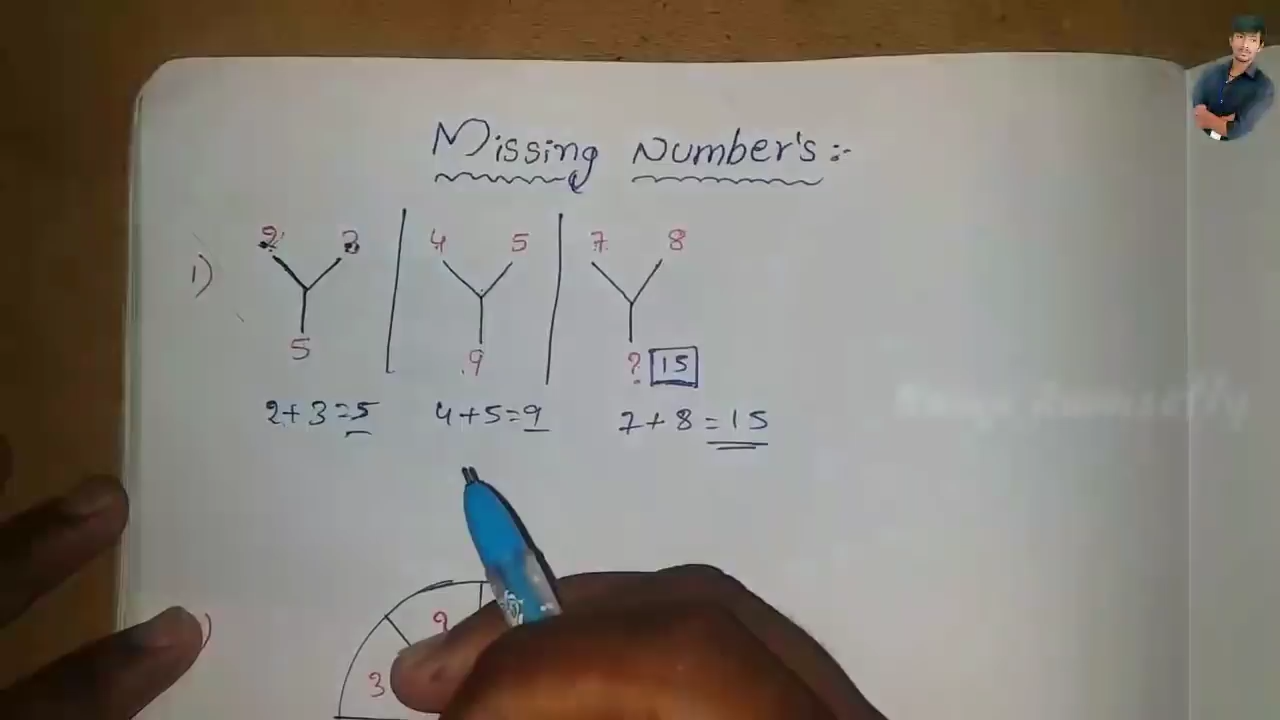 Missing Number's :-
1) 2 3 4 5 7 8
5 9 ? 15
2+3=5 4+5=9 7+8=15
)
9
3